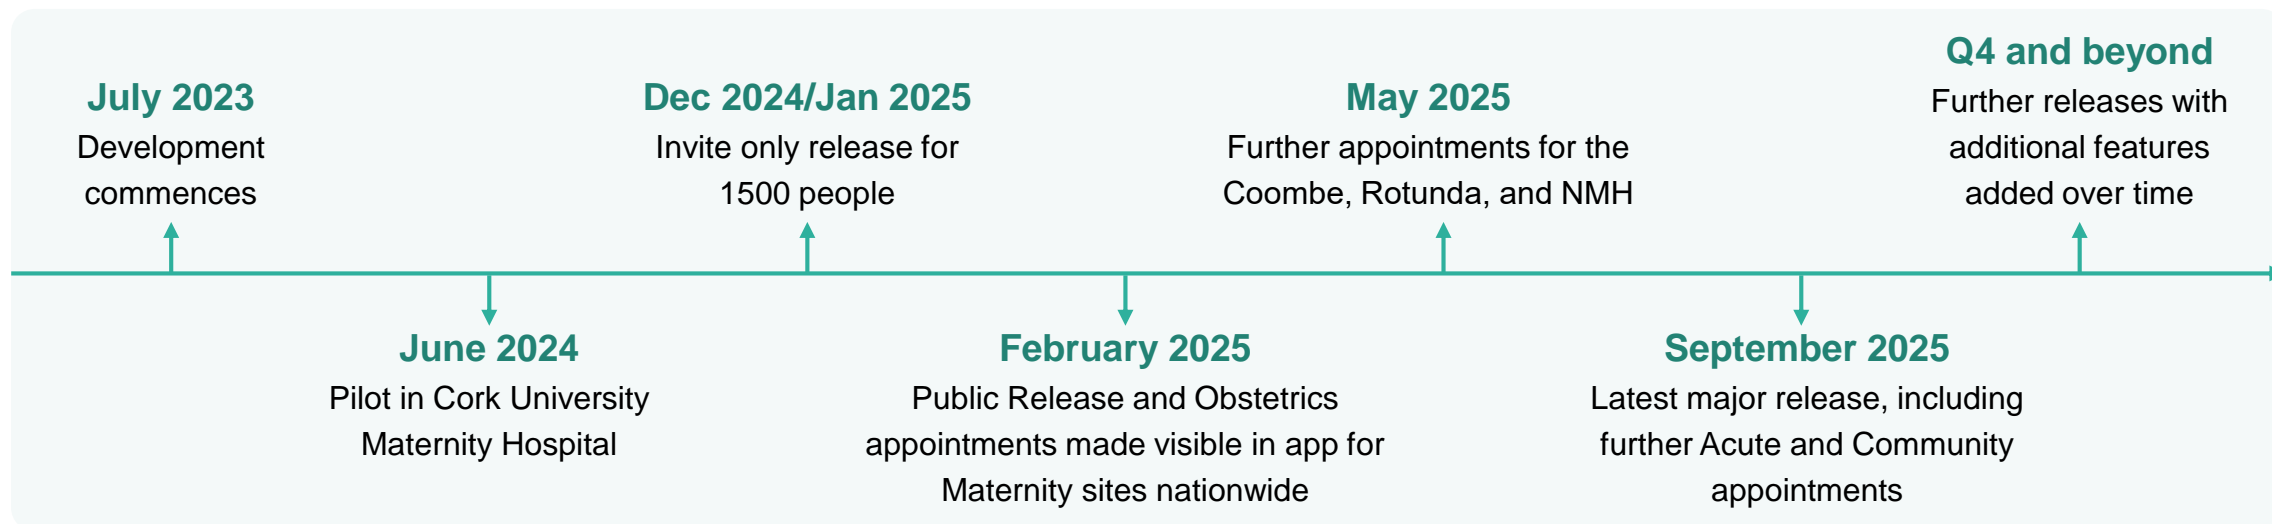 July 2023
Development
commences
June 2024
Pilot in Cork University
Maternity Hospital
Dec 2024/Jan 2025
Invite only release for
1500 people
February 2025
Public Release and Obstetrics
appointments made visible in app for
Maternity sites nationwide
May 2025
Further appointments for the
Coombe, Rotunda, and NMH
September 2025
Latest major release, including
further Acute and Community
appointments
Q4 and beyond
Further releases with
additional features
added over time